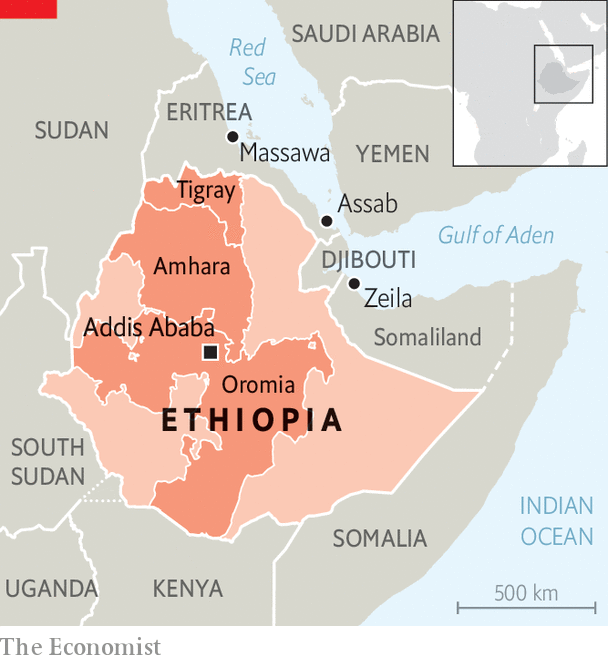 SAUDI ARABIA
Red
Sea
ERITREA
SUDAN
Massawa
YEMEN
Tigray
Assab
Gulf of Aden
DJIBOUTI
Amhara
Zeila
Addis Ababa
Somaliland
Oromia
ETHIOPIA
SOUTH
SUDAN
INDIAN
OCEAN
SOMALIA
UGANDA
KENYA
500 km
The Economist